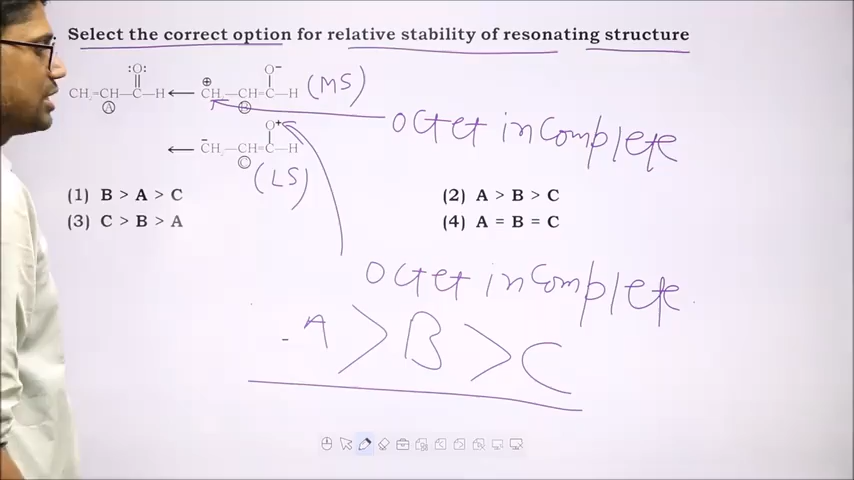 Select the correct option for relative stability of resonating structure
:O:
CH₂=CH—C—H ⟵ ⊕CH₂—CH=C—H O⁻ (MS)
Ⓐ Ⓑ
octet incomplete
O⁺
⟵ ⁻CH₂—CH=C—H
Ⓒ (LS)
(1) B > A > C
(2) A > B > C
(3) C > B > A
(4) A = B = C
octet incomplete
A > B > C